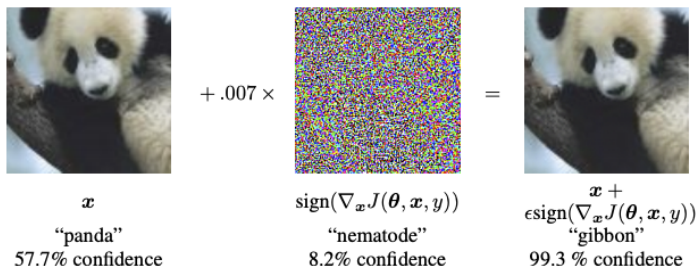 + .007 ×
=
x
sign(∇ₓJ(θ, x, y))
x +
ϵsign(∇ₓJ(θ, x, y))
“panda”
“nematode”
“gibbon”
57.7% confidence
8.2% confidence
99.3 % confidence